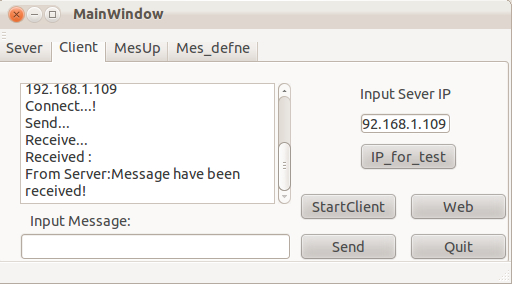 MainWindow
Sever Client MesUp Mes_defne
192.168.1.109
Connect...!
Send...
Receive...
Received :
From Server:Message have been
received!
Input Sever IP
92.168.1.109
IP_for_test
StartClient Web
Input Message:
Send Quit